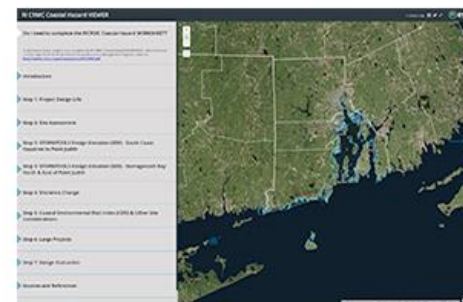 RI CRMC Coastal Hazard VIEWER
Do I need to complete the RICRMC Coastal Hazard WORKSHEET?
Introduction
Step 1: Project Design Life
Step 2: Site Assessment
Step 3: STORMTOOLS Design Elevation (SDE) - South Coast
Napatree to Point Judith
Step 3: STORMTOOLS Design Elevation (SDE) - Narragansett Bay
North & East of Point Judith
Step 4: Shoreline Change
Step 5: Coastal Environmental Risk Index (CERI) & Other Site
Considerations
Step 6: Large Projects
Step 7: Design Evaluation
Sources and References